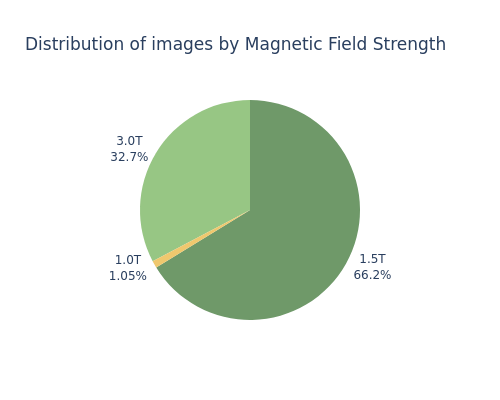 Distribution of images by Magnetic Field Strength
3.0T
32.7%
1.0T
1.05%
1.5T
66.2%